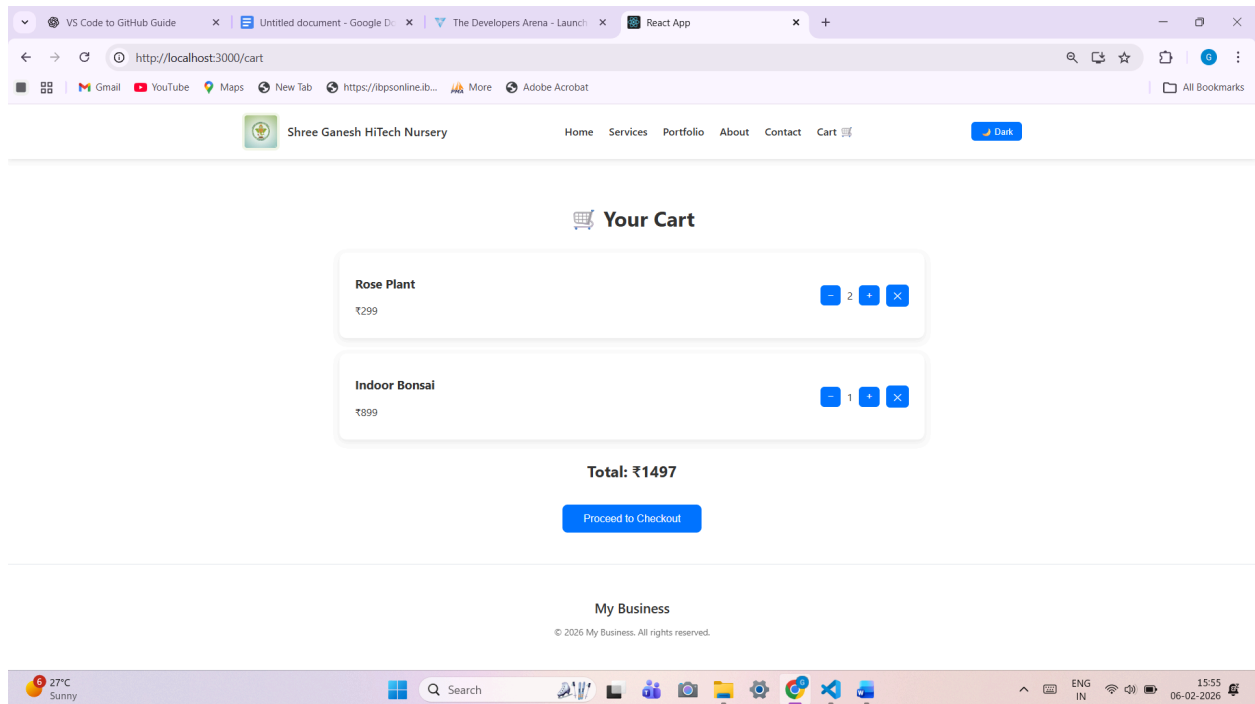 VS Code to GitHub Guide
Untitled document - Google Do
The Developers Arena - Launch
React App
http://localhost:3000/cart
G
Gmail
YouTube
Maps
New Tab
https://ibpsonline.ib...
More
Adobe Acrobat
All Bookmarks
Shree Ganesh HiTech Nursery
Home Services Portfolio About Contact Cart 🛒
🌙 Dark
🛒 Your Cart
Rose Plant
₹299
− 2 + ✕
Indoor Bonsai
₹899
− 1 + ✕
Total: ₹1497
Proceed to Checkout
My Business
© 2026 My Business. All rights reserved.
6
27°C
Sunny
Search
G
ENG
IN
15:55
06-02-2026